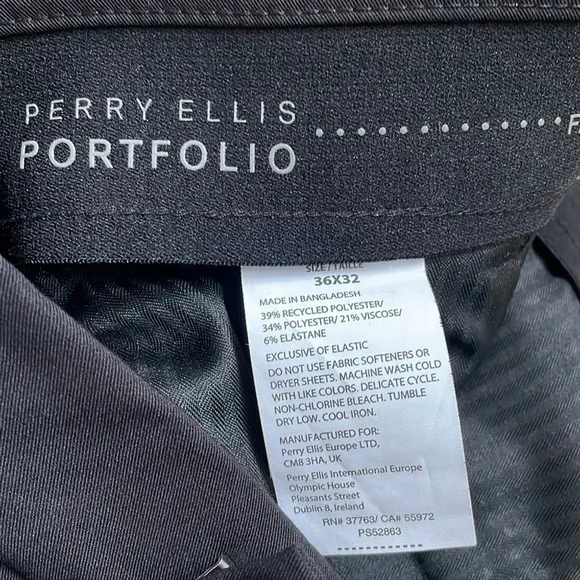 PERRY ELLIS
PORTFOLIO
SIZE/TAILLE
36X32
MADE IN BANGLADESH
39% RECYCLED POLYESTER/
34% POLYESTER/ 21% VISCOSE/
6% ELASTANE
EXCLUSIVE OF ELASTIC
DO NOT USE FABRIC SOFTENERS OR
DRYER SHEETS. MACHINE WASH COLD
WITH LIKE COLORS. DELICATE CYCLE.
NON-CHLORINE BLEACH. TUMBLE
DRY LOW. COOL IRON.
MANUFACTURED FOR:
Perry Ellis Europe LTD,
CM8 3HA, UK
Perry Ellis International Europe
Olympic House
Pleasants Street
Dublin 8, Ireland
RN# 37763/ CA# 55972
PS52863